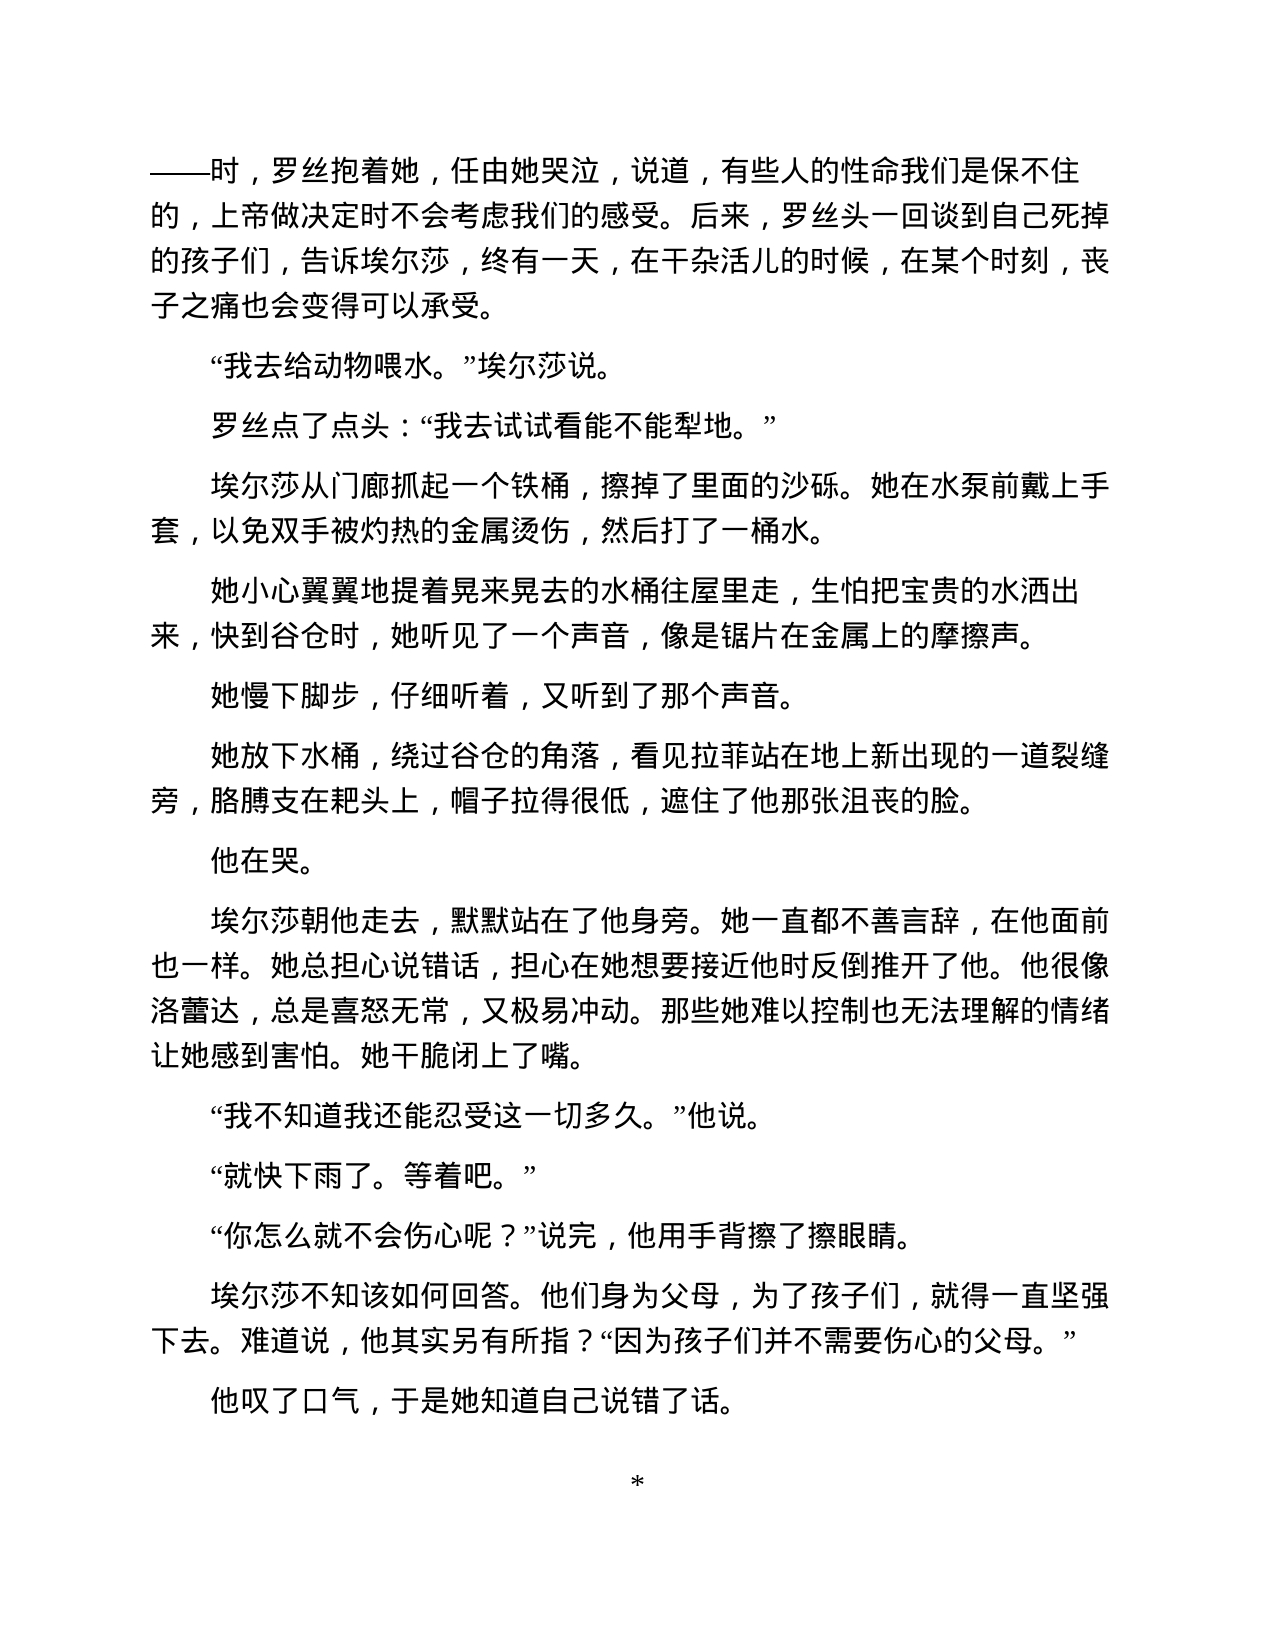 ——时，罗丝抱着她，任由她哭泣，说道，有些人的性命我们是保不住
的，上帝做决定时不会考虑我们的感受。后来，罗丝头一回谈到自己死掉
的孩子们，告诉埃尔莎，终有一天，在干杂活儿的时候，在某个时刻，丧
子之痛也会变得可以承受。
“我去给动物喂水。”埃尔莎说。
罗丝点了点头：“我去试试看能不能犁地。”
埃尔莎从门廊抓起一个铁桶，擦掉了里面的沙砾。她在水泵前戴上手
套，以免双手被灼热的金属烫伤，然后打了一桶水。
她小心翼翼地提着晃来晃去的水桶往屋里走，生怕把宝贵的水洒出
来，快到谷仓时，她听见了一个声音，像是锯片在金属上的摩擦声。
她慢下脚步，仔细听着，又听到了那个声音。
她放下水桶，绕过谷仓的角落，看见拉菲站在地上新出现的一道裂缝
旁，胳膊支在耙头上，帽子拉得很低，遮住了他那张沮丧的脸。
他在哭。
埃尔莎朝他走去，默默站在了他身旁。她一直都不善言辞，在他面前
也一样。她总担心说错话，担心在她想要接近他时反倒推开了他。他很像
洛蕾达，总是喜怒无常，又极易冲动。那些她难以控制也无法理解的情绪
让她感到害怕。她干脆闭上了嘴。
“我不知道我还能忍受这一切多久。”他说。
“就快下雨了。等着吧。”
“你怎么就不会伤心呢？”说完，他用手背擦了擦眼睛。
埃尔莎不知该如何回答。他们身为父母，为了孩子们，就得一直坚强
下去。难道说，他其实另有所指？“因为孩子们并不需要伤心的父母。”
他叹了口气，于是她知道自己说错了话。
*